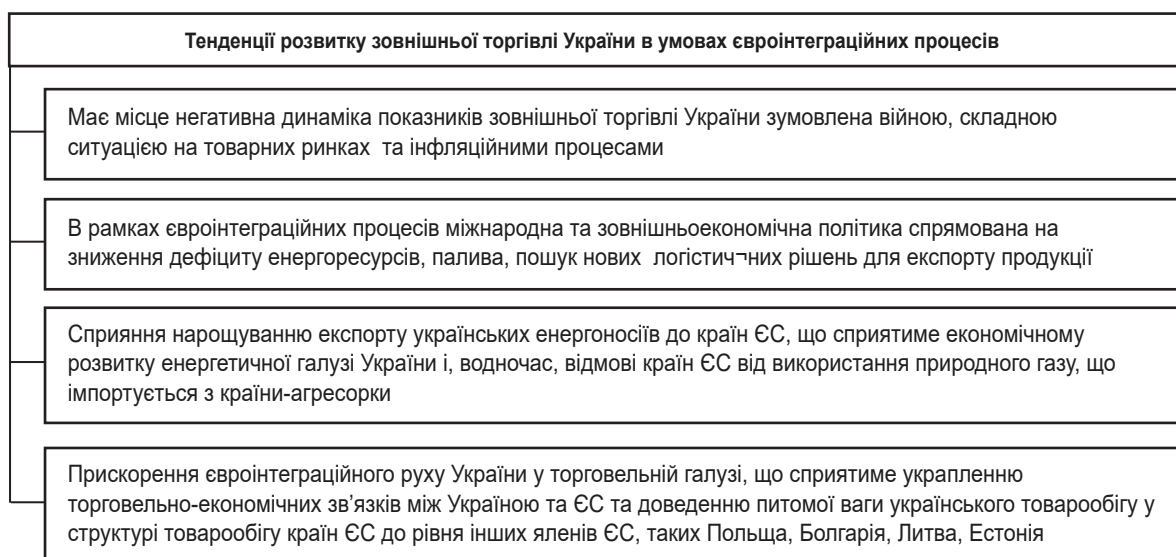 Тенденції розвитку зовнішньої торгівлі України в умовах євроінтеграційних процесів
Має місце негативна динаміка показників зовнішньої торгівлі України зумовлена війною, складною
ситуацією на товарних ринках та інфляційними процесами
В рамках євроінтеграційних процесів міжнародна та зовнішньоекономічна політика спрямована на
зниження дефіциту енергоресурсів, палива, пошук нових логістич¬них рішень для експорту продукції
Сприяння нарощуванню експорту українських енергоносіїв до країн ЄС, що сприятиме економічному
розвитку енергетичної галузі України і, водночас, відмові країн ЄС від використання природного газу, що
імпортується з країни-агресорки
Прискорення євроінтеграційного руху України у торговельній галузі, що сприятиме украпленню
торговельно-економічних зв’язків між Україною та ЄС та доведенню питомої ваги українського товарообігу у
структурі товарообігу країн ЄС до рівня інших яленів ЄС, таких Польща, Болгарія, Литва, Естонія